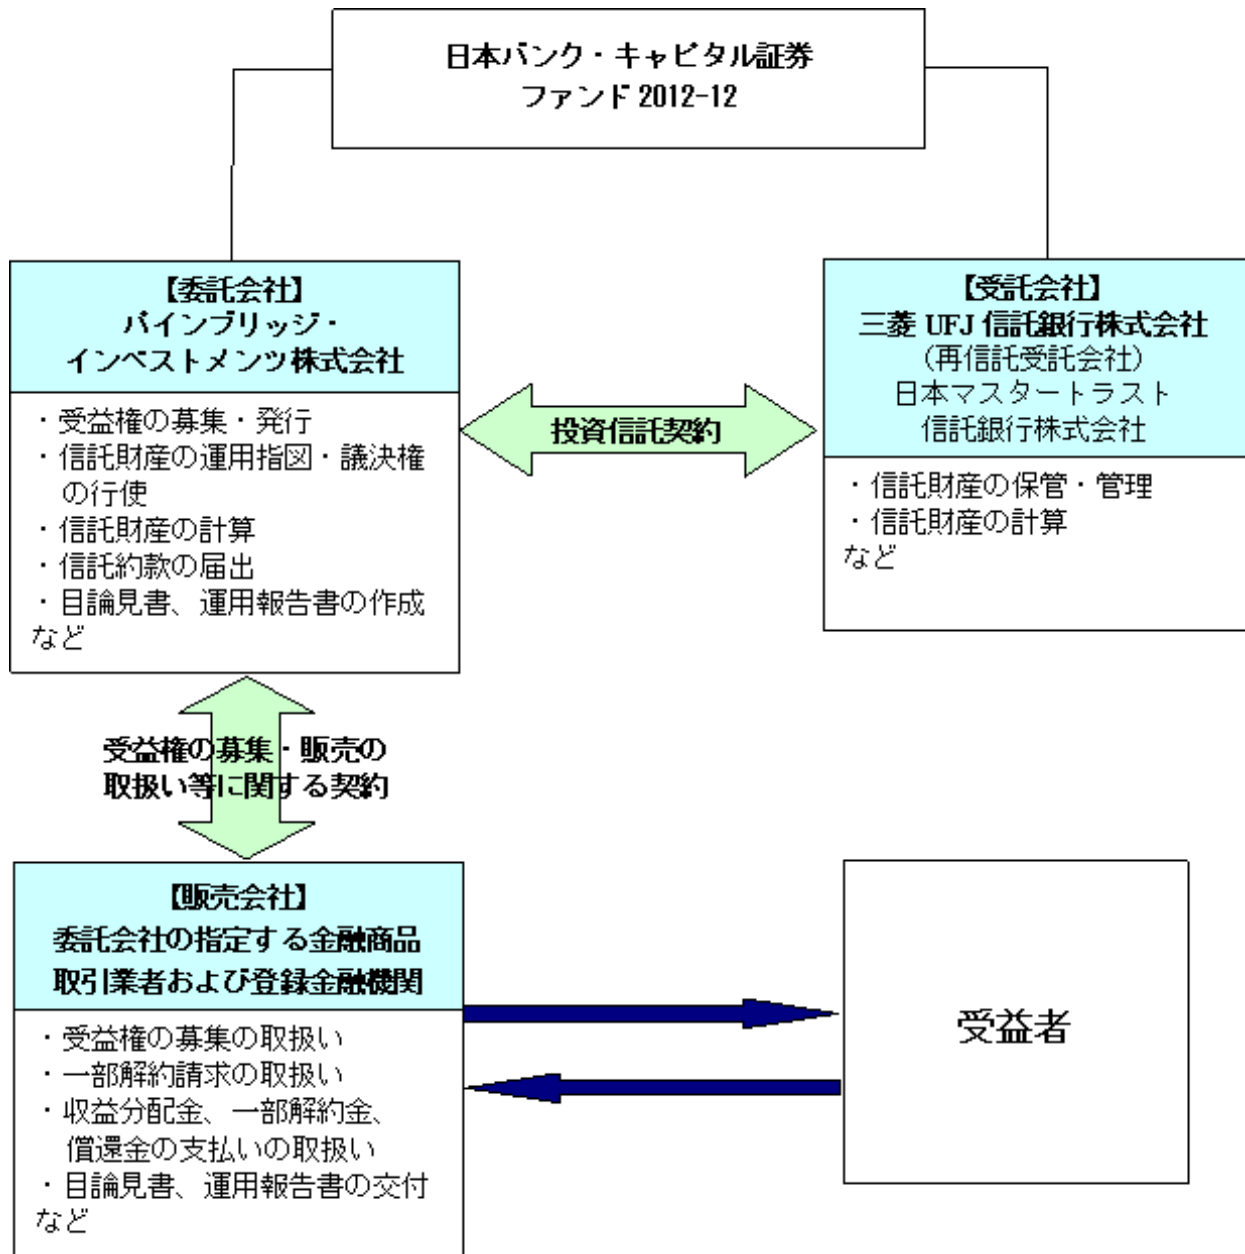 日本バンク・キャピタル証券
ファンド2012-12
【委託会社】
パインブリッジ・
インベストメンツ株式会社
・受益権の募集・発行
・信託財産の運用指図・議決権
の行使
・信託財産の計算
・信託約款の届出
・目論見書、運用報告書の作成
など
投資信託契約
【受託会社】
三菱UFJ信託銀行株式会社
(再信託受託会社)
日本マスタートラスト
信託銀行株式会社
・信託財産の保管・管理
・信託財産の計算
など
受益権の募集・販売の
取扱い等に関する契約
【販売会社】
委託会社の指定する金融商品
取引業者および登録金融機関
・受益権の募集の取扱い
・一部解約請求の取扱い
・収益分配金、一部解約金、
償還金の支払いの取扱い
・目論見書、運用報告書の交付
など
受益者